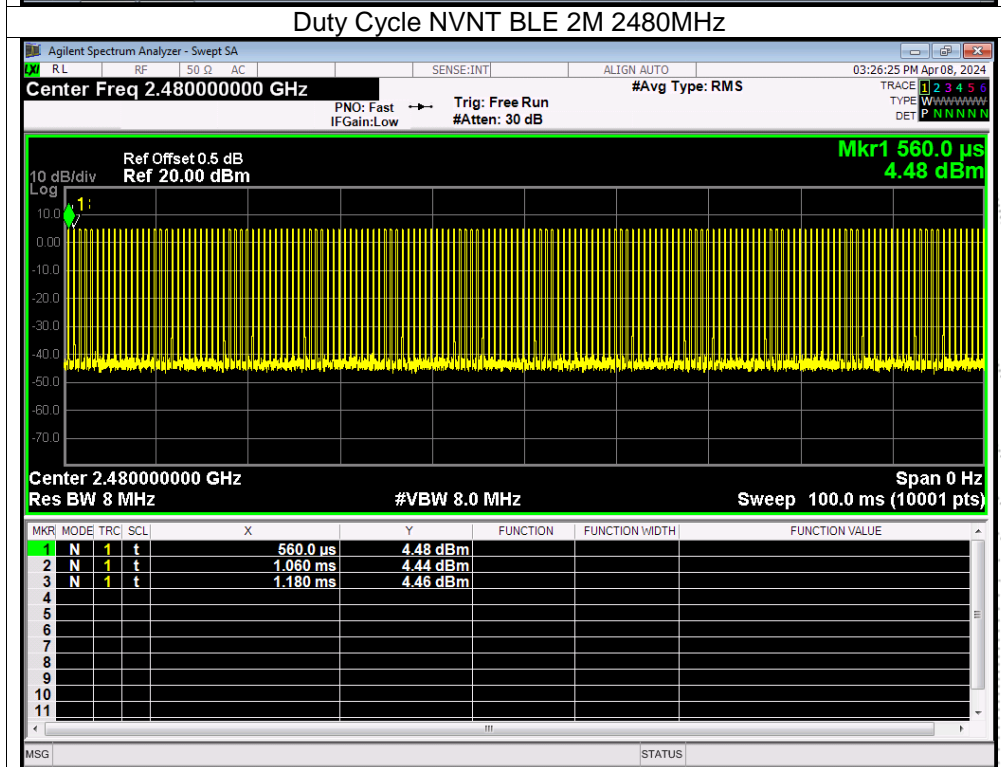 Duty Cycle NVNT BLE 2M 2480MHz
Agilent Spectrum Analyzer - Swept SA
LXI RL RF 50 Ω AC SENSE:INT ALIGN AUTO 03:26:25 PM Apr 08, 2024
Center Freq 2.480000000 GHz #Avg Type: RMS TRACE 1 2 3 4 5 6
PNO: Fast Trig: Free Run TYPE WWWWWW
IFGain:Low #Atten: 30 dB DET P N N N N N
Mkr1 560.0 µs
Ref Offset 0.5 dB
10 dB/div Ref 20.00 dBm 4.48 dBm
Log
1
10.0
0.00
-10.0
-20.0
-30.0
-40.0
-50.0
-60.0
-70.0
Center 2.480000000 GHz Span 0 Hz
Res BW 8 MHz #VBW 8.0 MHz Sweep 100.0 ms (10001 pts)
MKR MODE TRC SCL X Y FUNCTION FUNCTION WIDTH FUNCTION VALUE
1 N 1 t 560.0 µs 4.48 dBm
2 N 1 t 1.060 ms 4.44 dBm
3 N 1 t 1.180 ms 4.46 dBm
4
5
6
7
8
9
10
11
MSG STATUS